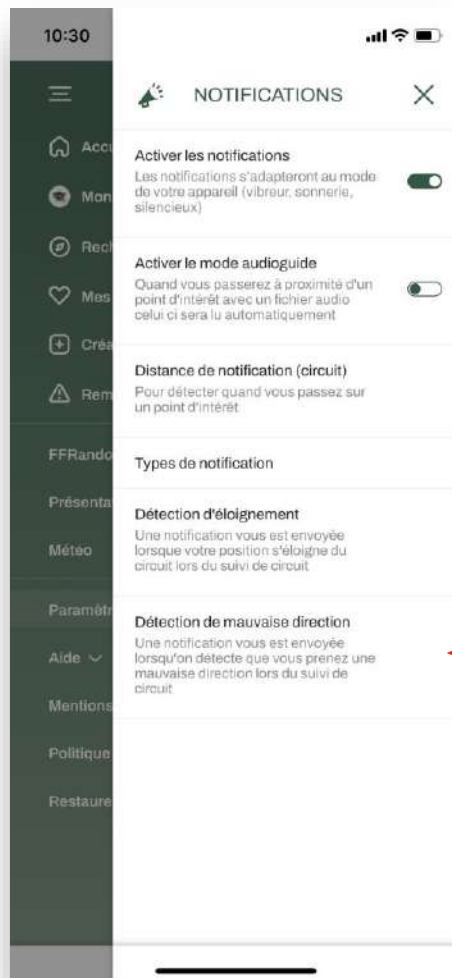 10:30
NOTIFICATIONS
Accu
Mon
Rech
Mes
Créa
Rem
FFRando
Présenta
Météo
Paramètr
Aide
Mentions
Politique
Restaure
Activer les notifications
Les notifications s'adapteront au mode
de votre appareil (vibreur, sonnerie,
silencieux)
Activer le mode audioguide
Quand vous passerez à proximité d'un
point d'intérêt avec un fichier audio
celui ci sera lu automatiquement
Distance de notification (circuit)
Pour détecter quand vous passez sur
un point d'intérêt
Types de notification
Détection d'éloignement
Une notification vous est envoyée
lorsque votre position s'éloigne du
circuit lors du suivi de circuit
Détection de mauvaise direction
Une notification vous est envoyée
lorsqu'on détecte que vous prenez une
mauvaise direction lors du suivi de
circuit